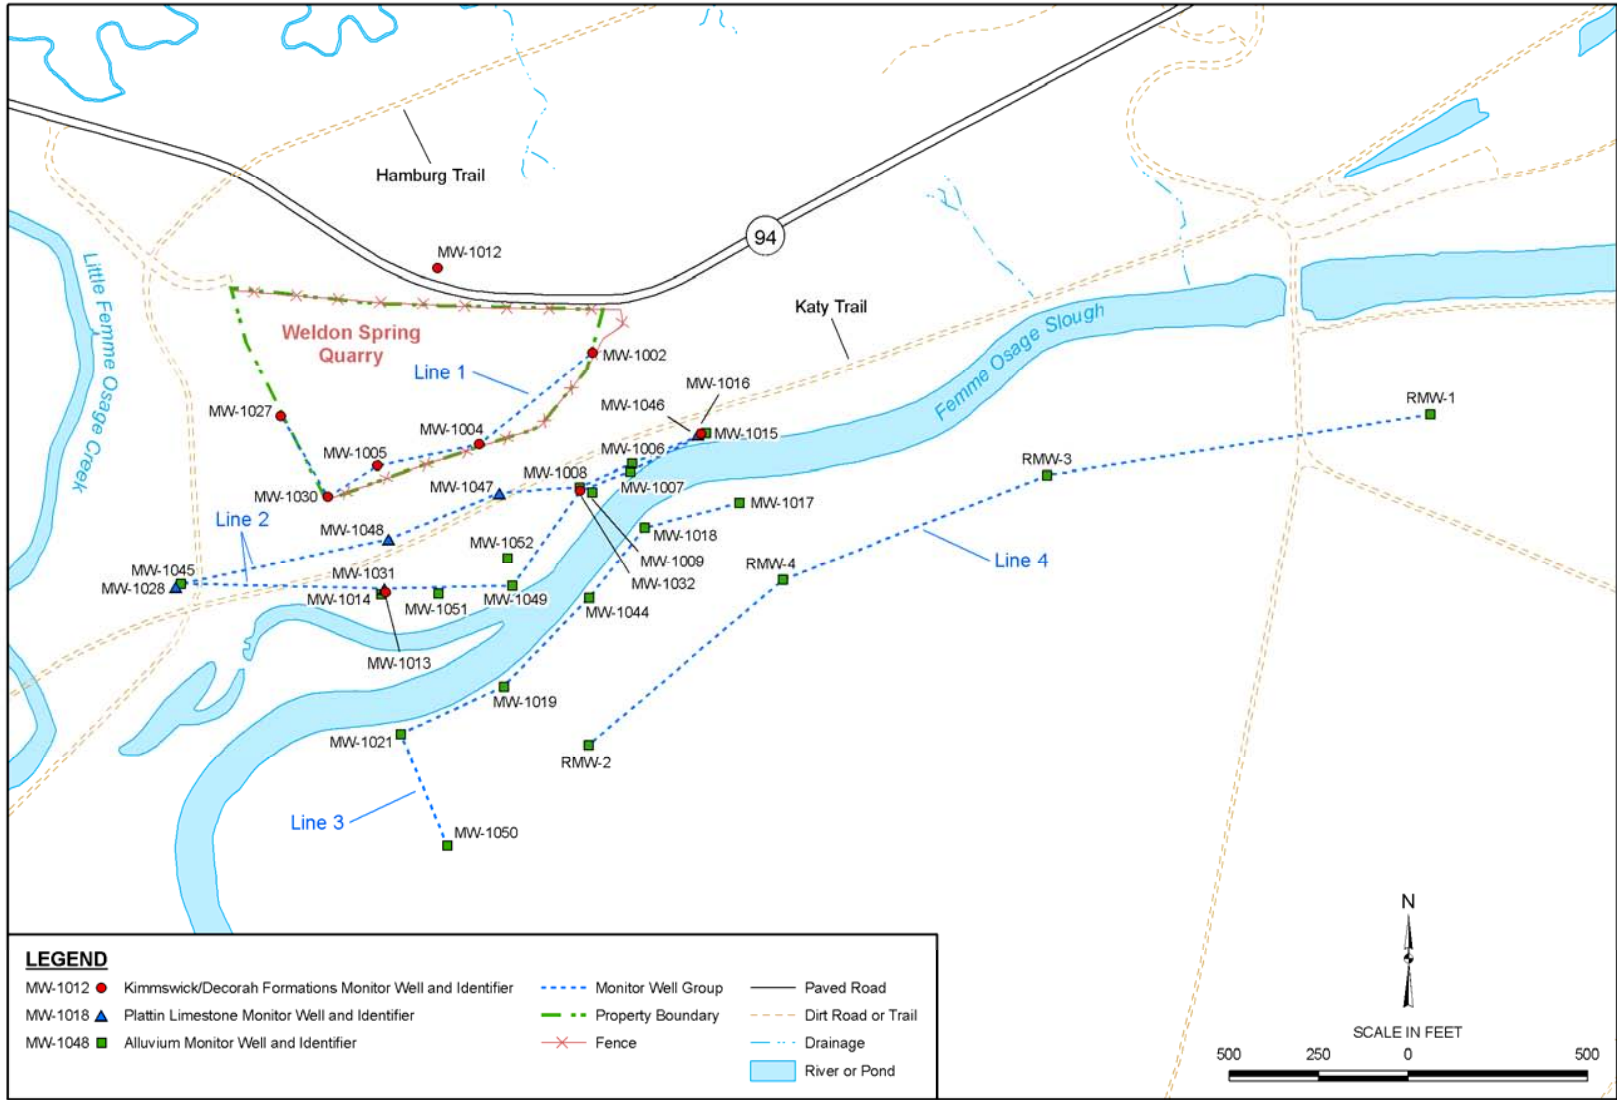 Hamburg Trail
94
MW-1012
Little Femme Osage Creek
Weldon Spring
Quarry
Katy Trail
Femme Osage Slough
MW-1002
Line 1
MW-1016
MW-1046
MW-1015
RMW-1
MW-1027
MW-1004
MW-1005
MW-1006
MW-1008
MW-1007
RMW-3
MW-1030
MW-1047
MW-1017
Line 2
MW-1048
MW-1018
MW-1052
MW-1009
Line 4
MW-1045
MW-1031
MW-1032
RMW-4
MW-1028
MW-1014
MW-1051
MW-1049
MW-1044
MW-1013
MW-1019
MW-1021
RMW-2
Line 3
MW-1050
N
SCALE IN FEET
500 250 0 500
LEGEND
MW-1012 Kimmswick/Decorah Formations Monitor Well and Identifier
MW-1018 Plattin Limestone Monitor Well and Identifier
MW-1048 Alluvium Monitor Well and Identifier
Monitor Well Group
Property Boundary
Fence
Paved Road
Dirt Road or Trail
Drainage
River or Pond